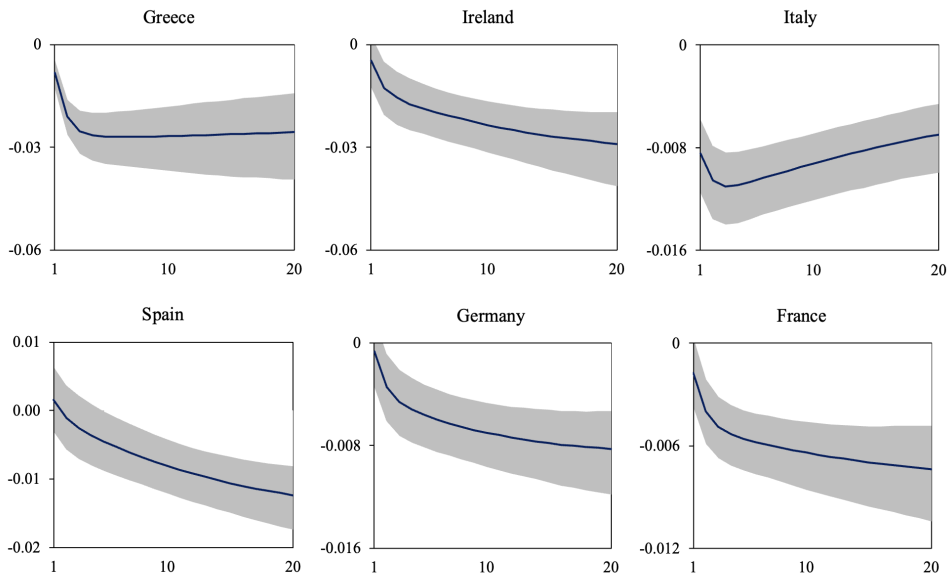 Greece Ireland Italy
0 0 0
-0.03 -0.03 -0.008
-0.06 -0.06 -0.016
1 10 20 1 10 20 1 10 20
Spain Germany France
0.01 0 0
0.00
-0.01 -0.008 -0.006
-0.02 -0.016 -0.012
1 10 20 1 10 20 1 10 20